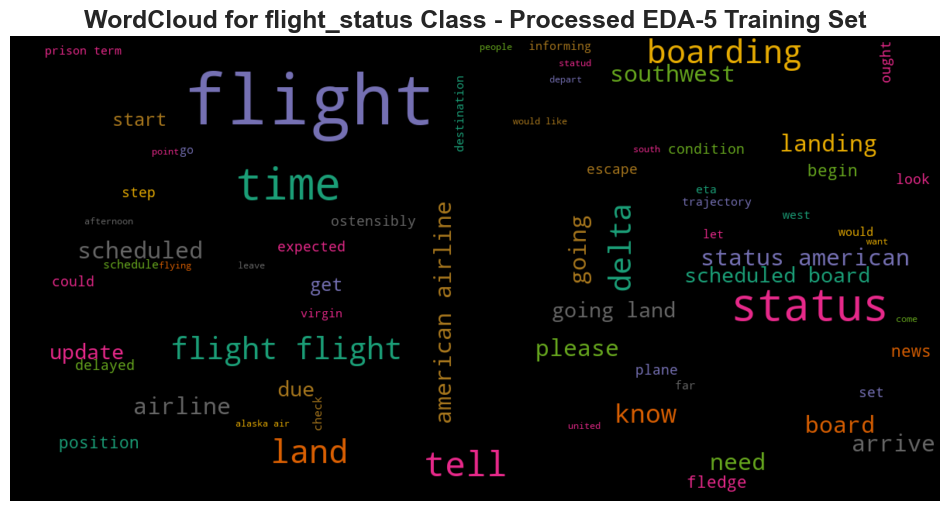 WordCloud for flight_status Class - Processed EDA-5 Training Set
prison term
people
informing
boarding
ought
statud
southwest
depart
flight
destination
start
would like
point
go
south
condition
landing
begin
look
escape
time
step
eta
trajectory
west
afternoon
ostensibly
american airline
going
delta
let
would
want
scheduled
expected
status american
schedule
flying
leave
scheduled board
could
get
going land
status
virgin
come
update
flight flight
please
news
delayed
plane
far
set
due
airline
check
alaska air
know
board
united
position
land
arrive
tell
need
fledge